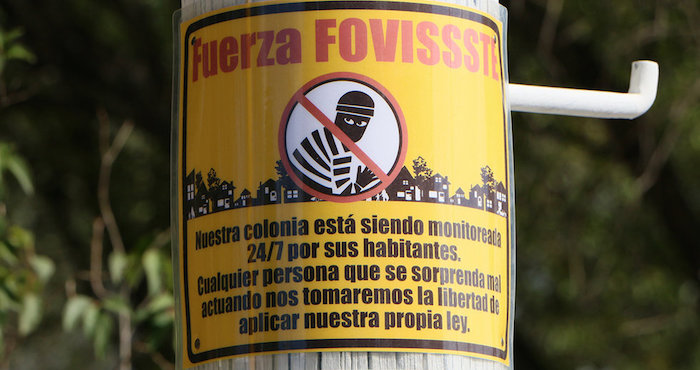 Fuerza FOVISSSTE
Nuestra colonia está siendo monitoreada
24/7 por sus habitantes.
Cualquier persona que se sorprenda mal
actuando nos tomaremos la libertad de
aplicar nuestra propia ley.